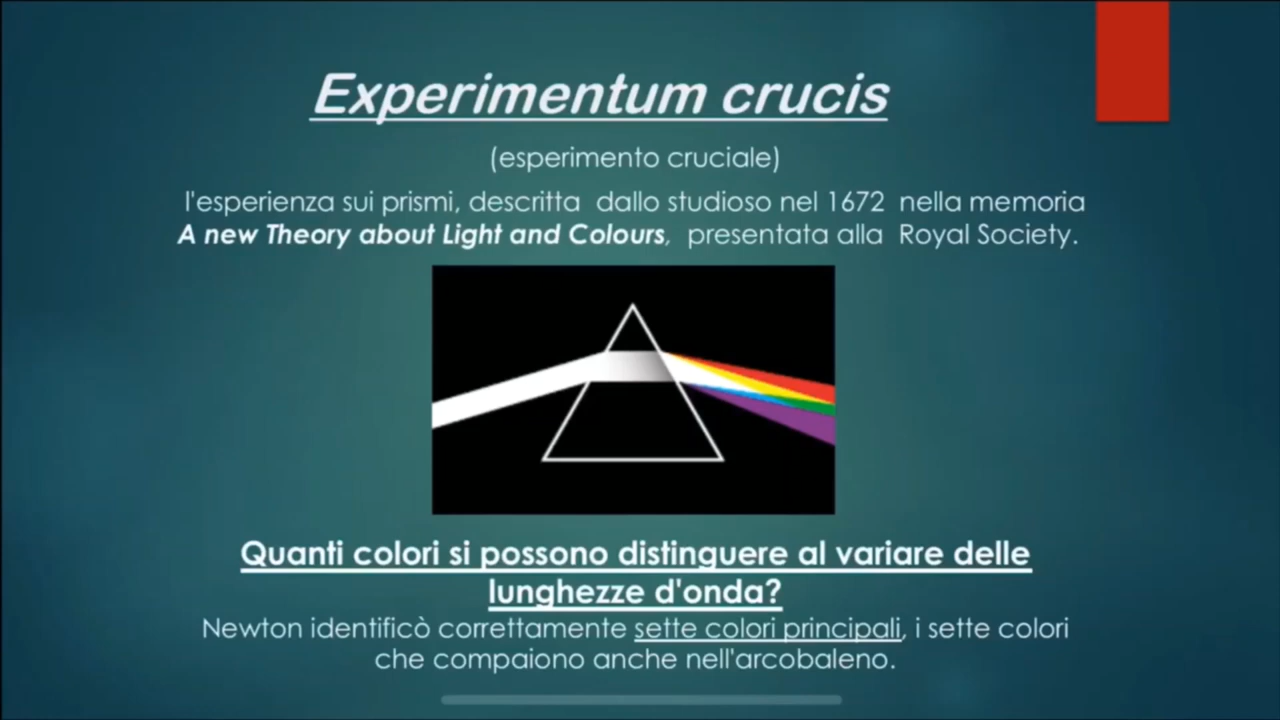 Experimentum crucis
(esperimento cruciale)
l'esperienza sui prismi, descritta dallo studioso nel 1672 nella memoria
A new Theory about Light and Colours, presentata alla Royal Society.
Quanti colori si possono distinguere al variare delle
lunghezze d'onda?
Newton identificò correttamente sette colori principali, i sette colori
che compaiono anche nell'arcobaleno.